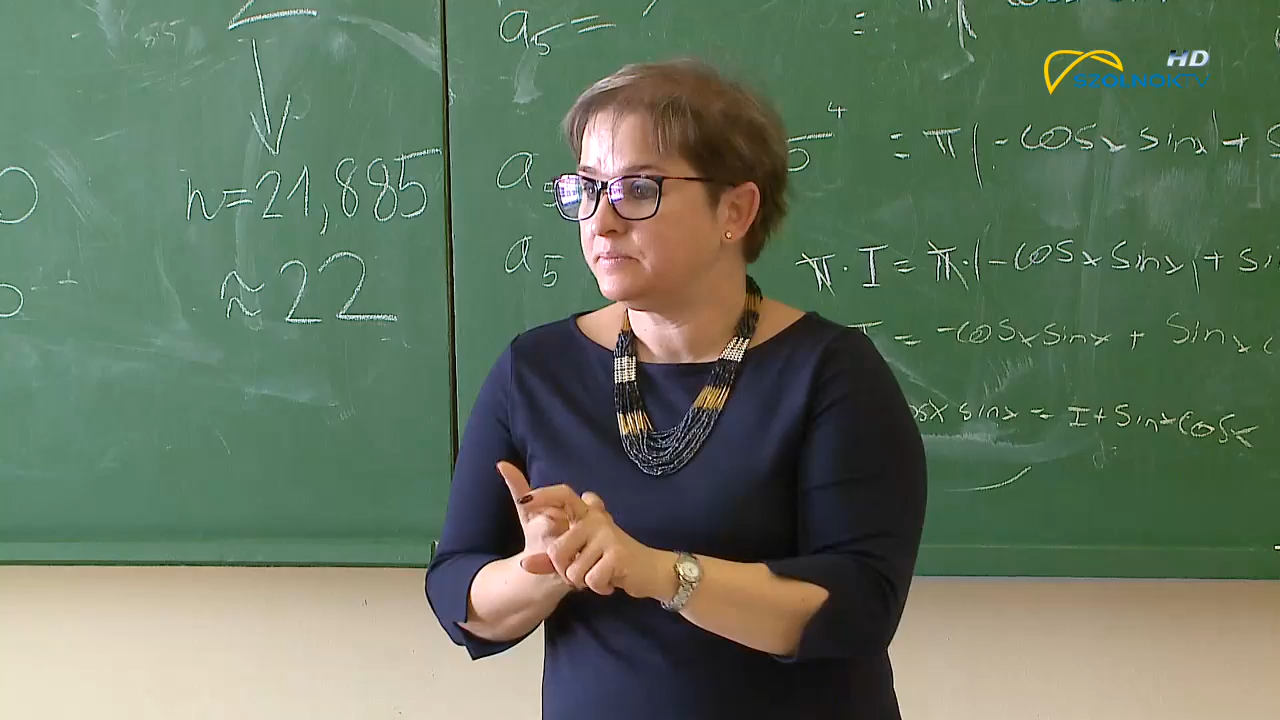 a₅ =
HD
SZOLNOK TV
n=21,885
≈22
a₅
5⁴ = π|-cosx sinx|+ S
a₅
π·I = π·|-cosx sinx|+ si
I = -cosx sinx + Sinx c
osx sinx = I + Sinx cosx